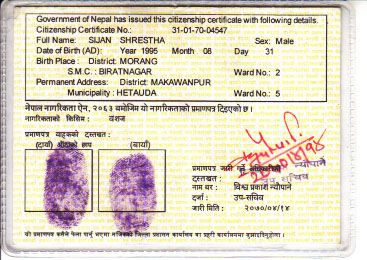 Government of Nepal has issued this citizenship certificate with following details.
Citizenship Certificate No.: 31-01-70-04547
Full Name: SIJAN SHRESTHA Sex: Male
Date of Birth (AD): Year 1995 Month 08 Day 31
Birth Place : District: MORANG
S.M.C. : BIRATNAGAR Ward No.: 2
Permanent Address: District: MAKAWANPUR
Municipality : HETAUDA Ward No.: 5
नेपाल नागरिकता ऐन, २०६३ बमोजिम यो नागरिकताको प्रमाणपत्र दिइएको छ।
नागरिकताको किसिम : वंशज
प्रमाणपत्र वाहकको दस्तखत :
(दायाँ) औंठाको छाप (बायाँ)
प्रमाणपत्र जारी गर्ने
दस्तखत :
नाम थर : विश्व प्रकाश न्यौपाने
दर्जा : उप-सचिव
जारी मिति : २०७०/०४/१४